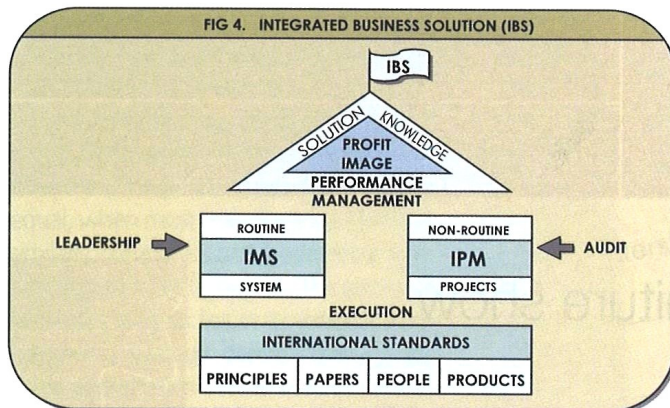 FIG 4. INTEGRATED BUSINESS SOLUTION (IBS)
IBS
SOLUTION
KNOWLEDGE
PROFIT
IMAGE
PERFORMANCE
MANAGEMENT
LEADERSHIP
ROUTINE
IMS
SYSTEM
NON-ROUTINE
IPM
PROJECTS
AUDIT
EXECUTION
INTERNATIONAL STANDARDS
PRINCIPLES PAPERS PEOPLE PRODUCTS